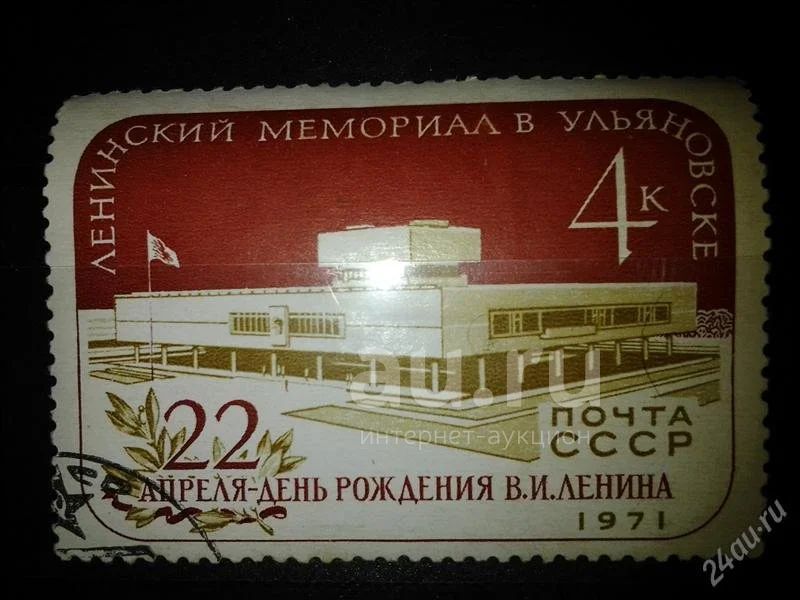 ЛЕНИНСКИЙ МЕМОРИАЛ В УЛЬЯНОВСКЕ
4К
au.ru
интернет-аукцион
ПОЧТА
СССР
22
АПРЕЛЯ-ДЕНЬ РОЖДЕНИЯ В.И.ЛЕНИНА
1971
24au.ru